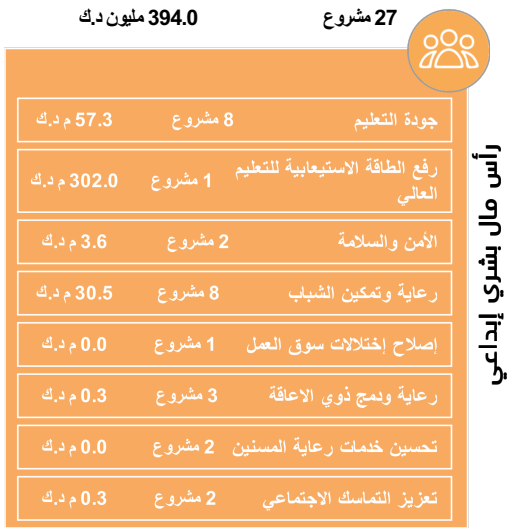 27 مشروع 394.0 مليون د.ك
رأس مال بشري إبداعي
جودة التعليم 8 مشروع 57.3 م د.ك
رفع الطاقة الاستيعابية للتعليم
العالي 1 مشروع 302.0 م د.ك
الأمن والسلامة 2 مشروع 3.6 م د.ك
رعاية وتمكين الشباب 8 مشروع 30.5 م د.ك
إصلاح إختلالات سوق العمل 1 مشروع 0.0 م د.ك
رعاية ودمج ذوي الاعاقة 3 مشروع 0.3 م د.ك
تحسين خدمات رعاية المسنين 2 مشروع 0.0 م د.ك
تعزيز التماسك الاجتماعي 2 مشروع 0.3 م د.ك